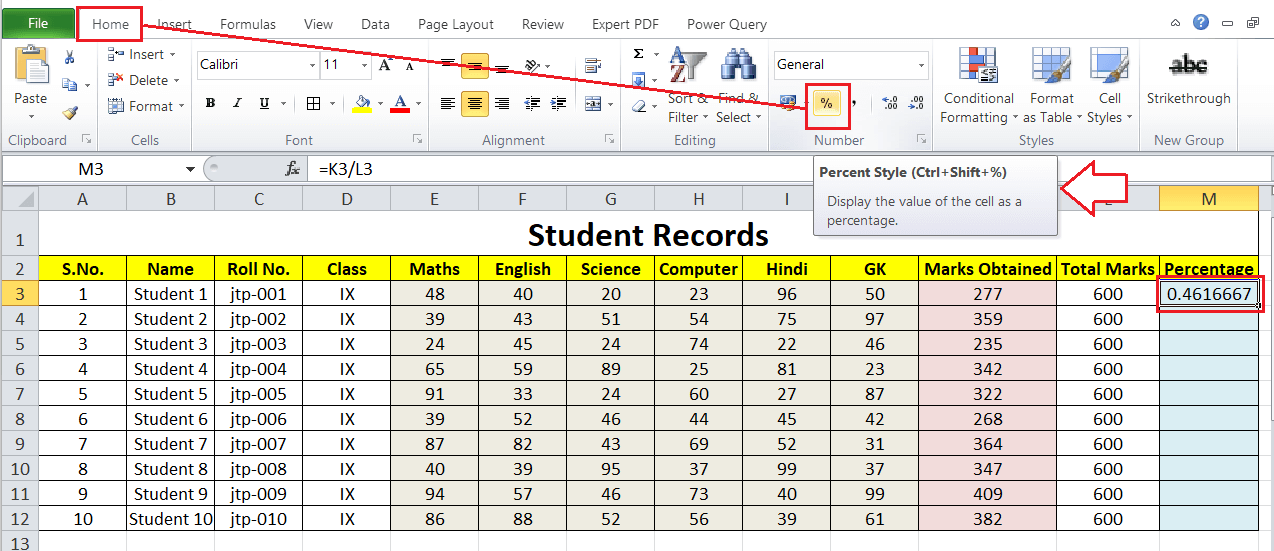 File Home Insert Formulas View Data Page Layout Review Expert PDF Power Query
Paste
Clipboard
Insert
Delete
Format
Cells
Calibri 11 A A
B I U A
Font
Alignment
Σ
A Z
Sort & Filter
Find & Select
Editing
General
% , .00 .00
Number
Conditional Formatting
Format as Table
Cell Styles
Styles
abc
Strikethrough
New Group
M3 fx =K3/L3
Percent Style (Ctrl+Shift+%)
Display the value of the cell as a
percentage.
A B C D E F G H I M
1 Student Records
2 S.No. Name Roll No. Class Maths English Science Computer Hindi GK Marks Obtained Total Marks Percentage
3 1 Student 1 jtp-001 IX 48 40 20 23 96 50 277 600 0.4616667
4 2 Student 2 jtp-002 IX 39 43 51 54 75 97 359 600
5 3 Student 3 jtp-003 IX 24 45 24 74 22 46 235 600
6 4 Student 4 jtp-004 IX 65 59 89 25 81 23 342 600
7 5 Student 5 jtp-005 IX 91 33 24 60 27 87 322 600
8 6 Student 6 jtp-006 IX 39 52 46 44 45 42 268 600
9 7 Student 7 jtp-007 IX 87 82 43 69 52 31 364 600
10 8 Student 8 jtp-008 IX 40 39 95 37 99 37 347 600
11 9 Student 9 jtp-009 IX 94 57 46 73 40 99 409 600
12 10 Student 10 jtp-010 IX 86 88 52 56 39 61 382 600
13